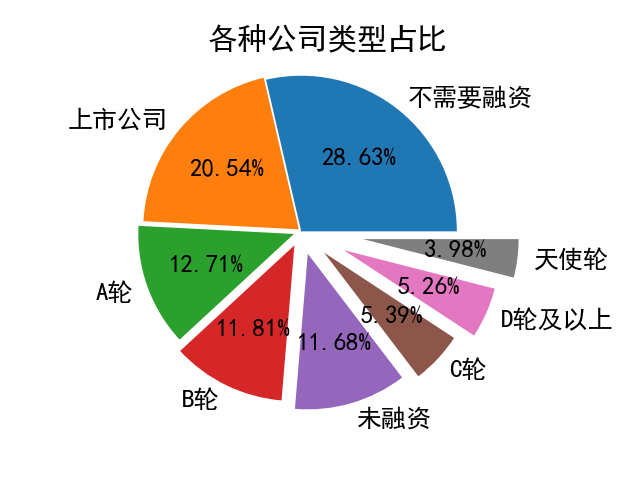 各种公司类型占比
不需要融资
28.63%
上市公司
20.54%
A轮
12.71%
B轮
11.81%
未融资
11.68%
C轮
5.39%
D轮及以上
5.26%
天使轮
3.98%